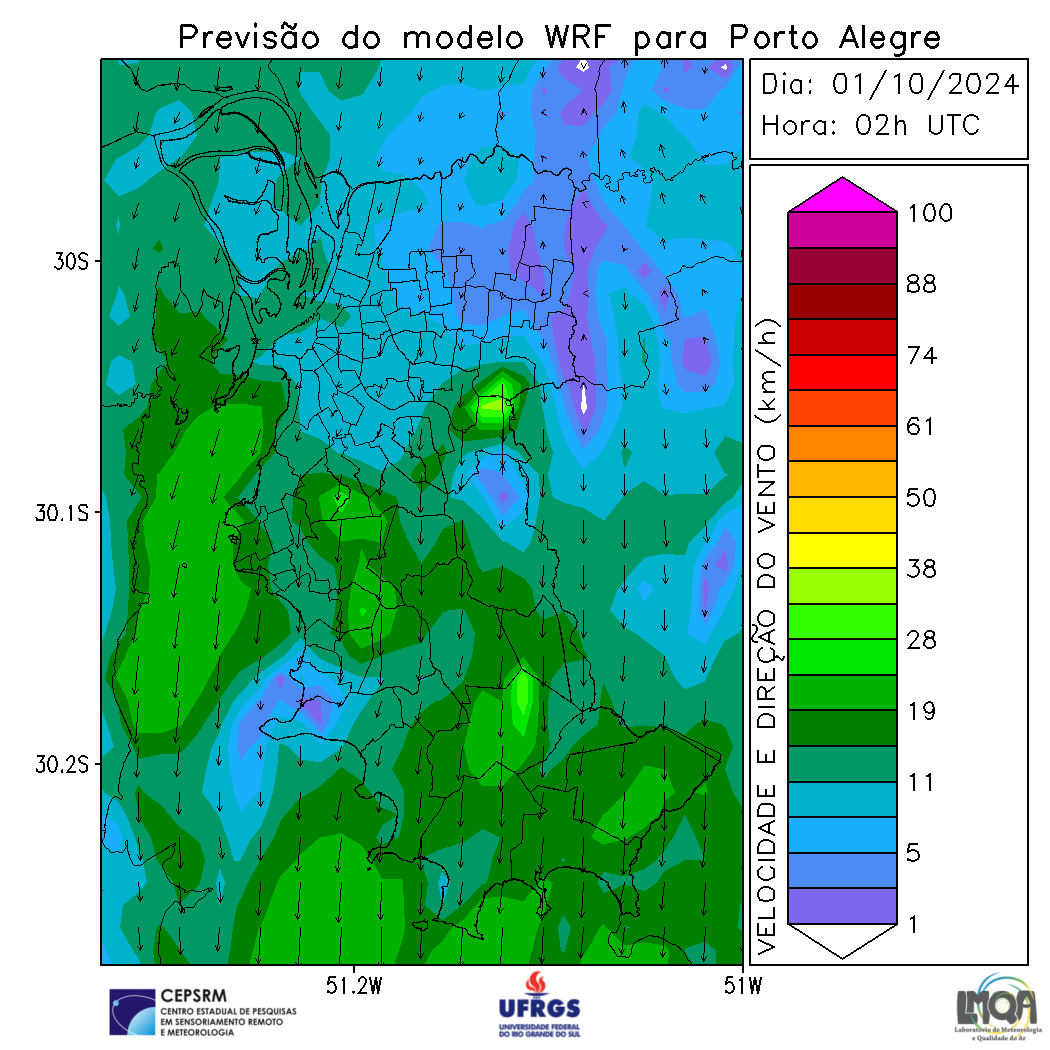 Previsão do modelo WRF para Porto Alegre
Dia: 01/10/2024
Hora: 02h UTC
30S
30.1S
30.2S
51.2W
51W
VELOCIDADE E DIREÇÃO DO VENTO (km/h)
100
88
74
61
50
38
28
19
11
5
1
CEPSRM
CENTRO ESTADUAL DE PESQUISAS
EM SENSORIAMENTO REMOTO
E METEOROLOGIA
UFRGS
UNIVERSIDADE FEDERAL
DO RIO GRANDE DO SUL
LMQA
Laboratório de Meteorologia
e Qualidade do Ar